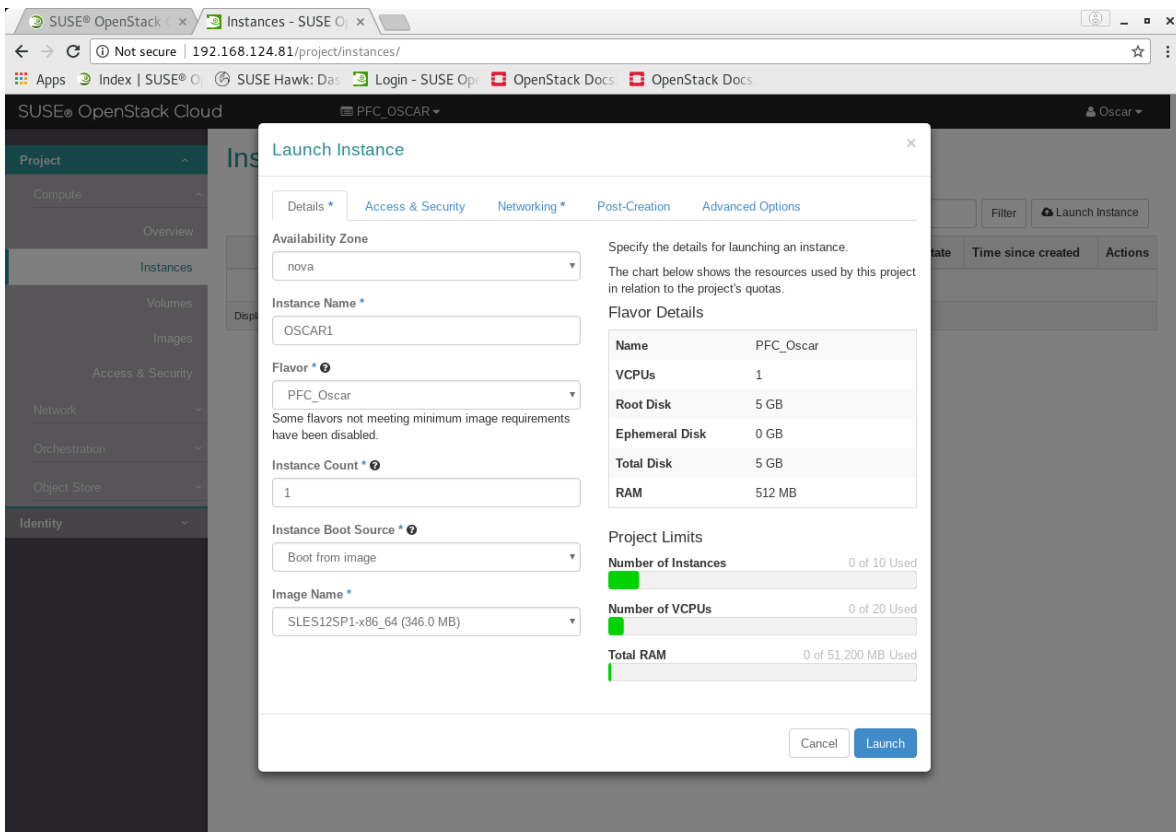 SUSE® OpenStack C
Instances - SUSE Op
Not secure | 192.168.124.81/project/instances/
Apps Index | SUSE® Op SUSE Hawk: Das Login - SUSE Ope OpenStack Docs: OpenStack Docs:
SUSE® OpenStack Cloud PFC_OSCAR Oscar
Project
Compute
Overview
Instances
Volumes
Images
Access & Security
Network
Orchestration
Object Store
Identity
Ins
Filter Launch Instance
tate Time since created Actions
Displ
Launch Instance ×
Details * Access & Security Networking * Post-Creation Advanced Options
Availability Zone
nova
Instance Name *
OSCAR1
Flavor *
PFC_Oscar
Some flavors not meeting minimum image requirements
have been disabled.
Instance Count *
1
Instance Boot Source *
Boot from image
Image Name *
SLES12SP1-x86_64 (346.0 MB)
Specify the details for launching an instance.
The chart below shows the resources used by this project
in relation to the project's quotas.
Flavor Details
Name PFC_Oscar
VCPUs 1
Root Disk 5 GB
Ephemeral Disk 0 GB
Total Disk 5 GB
RAM 512 MB
Project Limits
Number of Instances 0 of 10 Used
Number of VCPUs 0 of 20 Used
Total RAM 0 of 51,200 MB Used
Cancel Launch